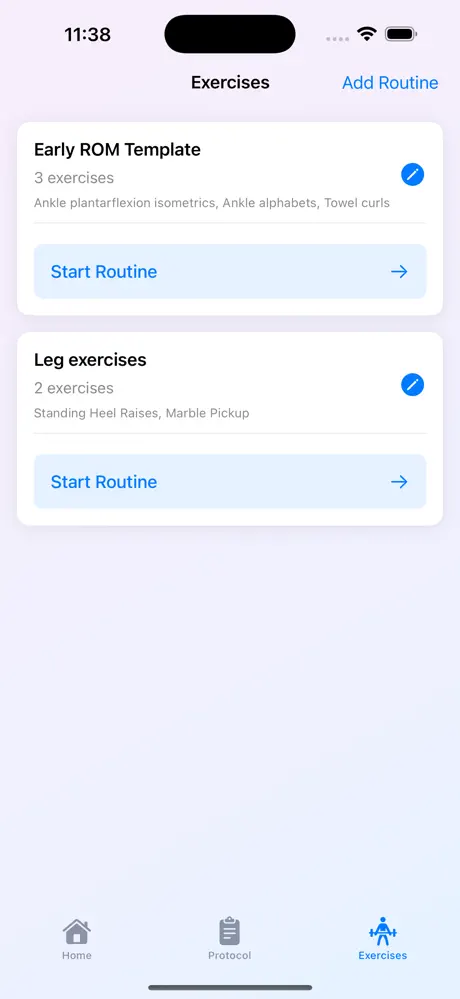 11:38
Exercises
Add Routine
Early ROM Template
3 exercises
Ankle plantarflexion isometrics, Ankle alphabets, Towel curls
Start Routine
Leg exercises
2 exercises
Standing Heel Raises, Marble Pickup
Start Routine
Home
Protocol
Exercises